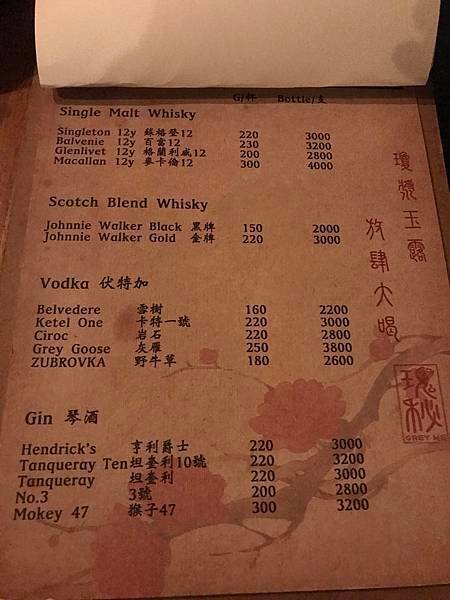 G/杯 Bottle/支
Single Malt Whisky
Singleton 12y 蘇格登12 220 3000
Balvenie 12y 百富12 230 3200
Glenlivet 12y 格蘭利威12 200 2800
Macallan 12y 麥卡倫12 300 4000
Scotch Blend Whisky
Johnnie Walker Black 黑牌 150 2000
Johnnie Walker Gold 金牌 220 3000
Vodka 伏特加
Belvedere 雪樹 160 2200
Ketel One 卡特一號 220 3000
Ciroc 岩石 220 2800
Grey Goose 灰雁 250 3800
ZUBROVKA 野牛草 180 2600
Gin 琴酒
Hendrick's 亨利爵士 220 3000
Tanqueray Ten 坦奎利10號 220 3200
Tanqueray 坦奎利 220 3000
No.3 3號 200 2800
Mokey 47 猴子47 300 3200
瓊漿玉露
放肆大喝
GREY ME